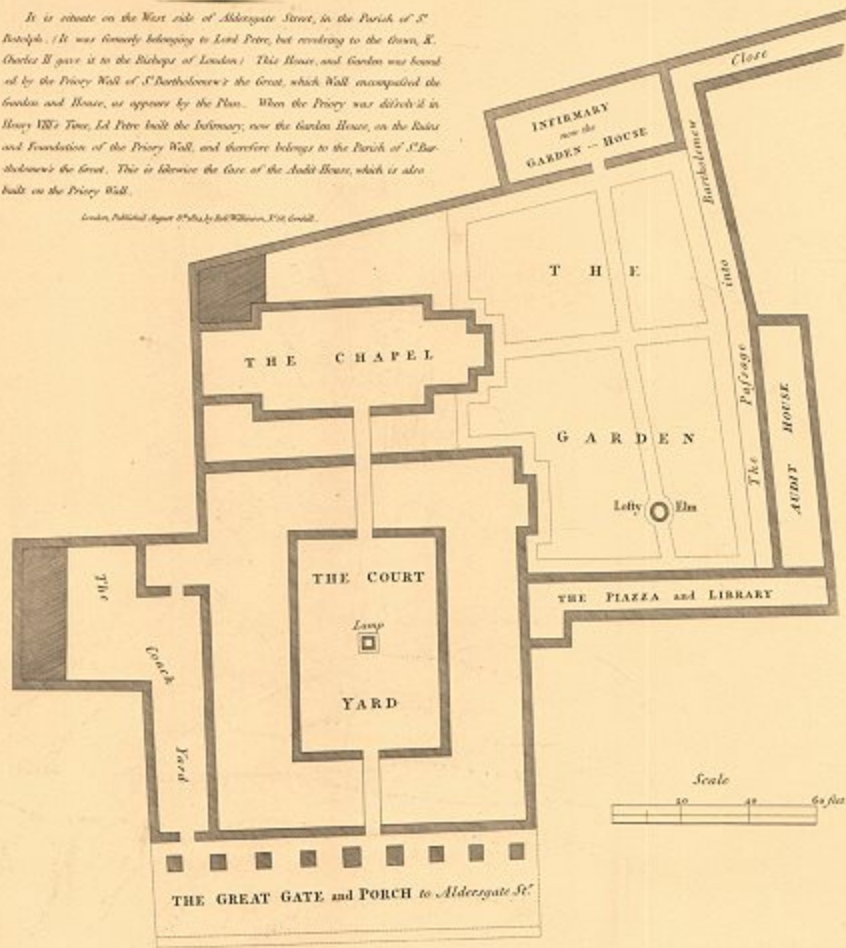 It is situate on the West side of Aldersgate Street, in the Parish of St.
Botolph. (It was formerly belonging to Lord Petre, but revolving to the Crown, K.
Charles II gave it to the Bishops of London.) This House, and Garden was bound
-ed by the Priory Wall of St. Bartholomew's the Great, which Wall encompassed the
Garden and House, as appears by the Plan. When the Priory was dissolv'd in
Henry VIII's Time, Ld Petre built the Infirmary, now the Garden House, on the Ruins
and Foundation of the Priory Wall, and therefore belongs to the Parish of St. Bar-
-tholomew's the Great. This is likewise the Case of the Audit House, which is also
built on the Priory Wall.
London, Published August 8th by Robt Wilkinson, No. 58, Cornhill.
Close
INFIRMARY
now the
GARDEN - HOUSE
The Passage into Bartholomew
THE
THE CHAPEL
AUDIT HOUSE
GARDEN
Lofty Elm
THE COURT
THE PIAZZA and LIBRARY
The
Lamp
Coach
YARD
Yard
Scale
20 40 60 feet
THE GREAT GATE and PORCH to Aldersgate St.